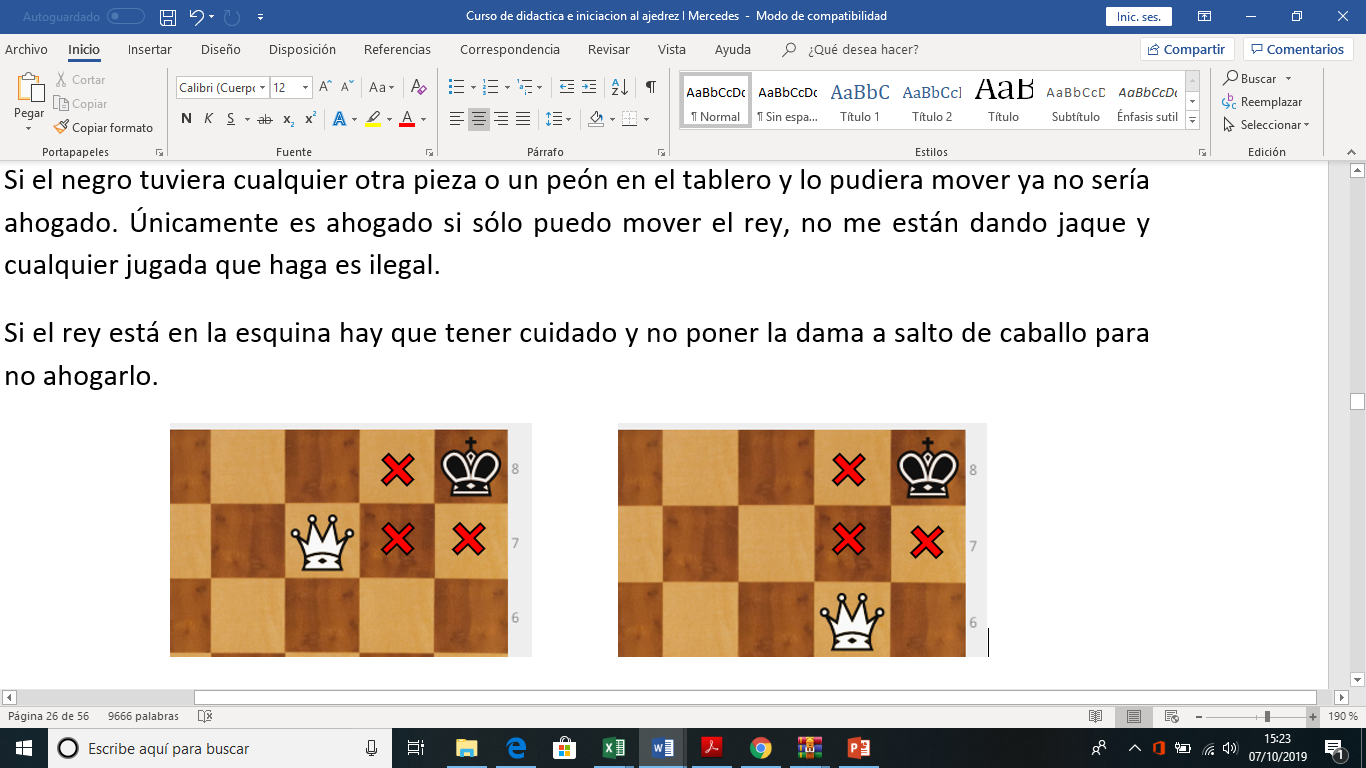 Autoguardado
Curso de didactica e iniciacion al ajedrez I Mercedes - Modo de compatibilidad
Inic. ses.
Archivo Inicio Insertar Diseño Disposición Referencias Correspondencia Revisar Vista Ayuda ¿Qué desea hacer? Compartir Comentarios
Pegar
Cortar
Copiar
Copiar formato
Portapapeles
Calibri (Cuerpo 12
Fuente
Párrafo
AaBbCcDc AaBbCcDc AaBbC AaBbCcI AaB AaBbCcD AaBbCcDc
¶ Normal ¶ Sin espa... Título 1 Título 2 Título Subtítulo Énfasis sutil
Estilos
Buscar
Reemplazar
Seleccionar
Edición
Si el negro tuviera cualquier otra pieza o un peón en el tablero y lo pudiera mover ya no sería
ahogado. Únicamente es ahogado si sólo puedo mover el rey, no me están dando jaque y
cualquier jugada que haga es ilegal.
Si el rey está en la esquina hay que tener cuidado y no poner la dama a salto de caballo para
no ahogarlo.
8
7
6
8
7
6
Página 26 de 56 9666 palabras 190 %
Escribe aquí para buscar
15:23
07/10/2019